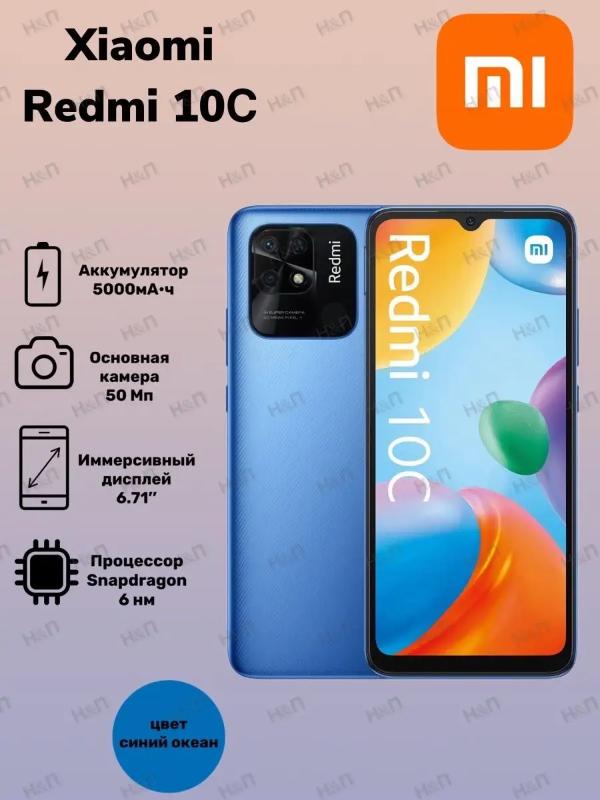 Xiaomi
Redmi 10C
mi
Redmi
Redmi 10C
mi
Аккумулятор
5000мА·ч
Основная
камера
50 Мп
Иммерсивный
дисплей
6.71”
Процессор
Snapdragon
6 нм
цвет
синий океан
Н&П